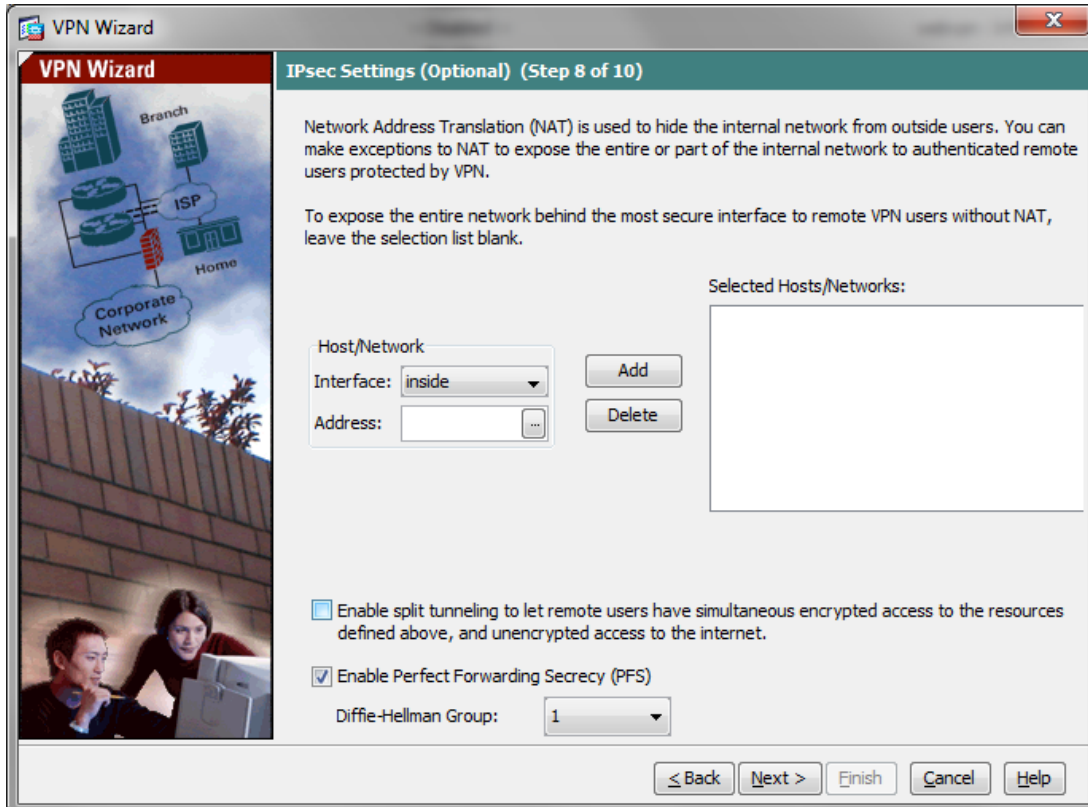 VPN Wizard
VPN Wizard
IPsec Settings (Optional) (Step 8 of 10)
Branch
ISP
Home
Corporate
Network
Network Address Translation (NAT) is used to hide the internal network from outside users. You can
make exceptions to NAT to expose the entire or part of the internal network to authenticated remote
users protected by VPN.
To expose the entire network behind the most secure interface to remote VPN users without NAT,
leave the selection list blank.
Selected Hosts/Networks:
Host/Network
Interface: inside
Address: ...
Add
Delete
Enable split tunneling to let remote users have simultaneous encrypted access to the resources
defined above, and unencrypted access to the internet.
Enable Perfect Forwarding Secrecy (PFS)
Diffie-Hellman Group: 1
< Back Next > Finish Cancel Help